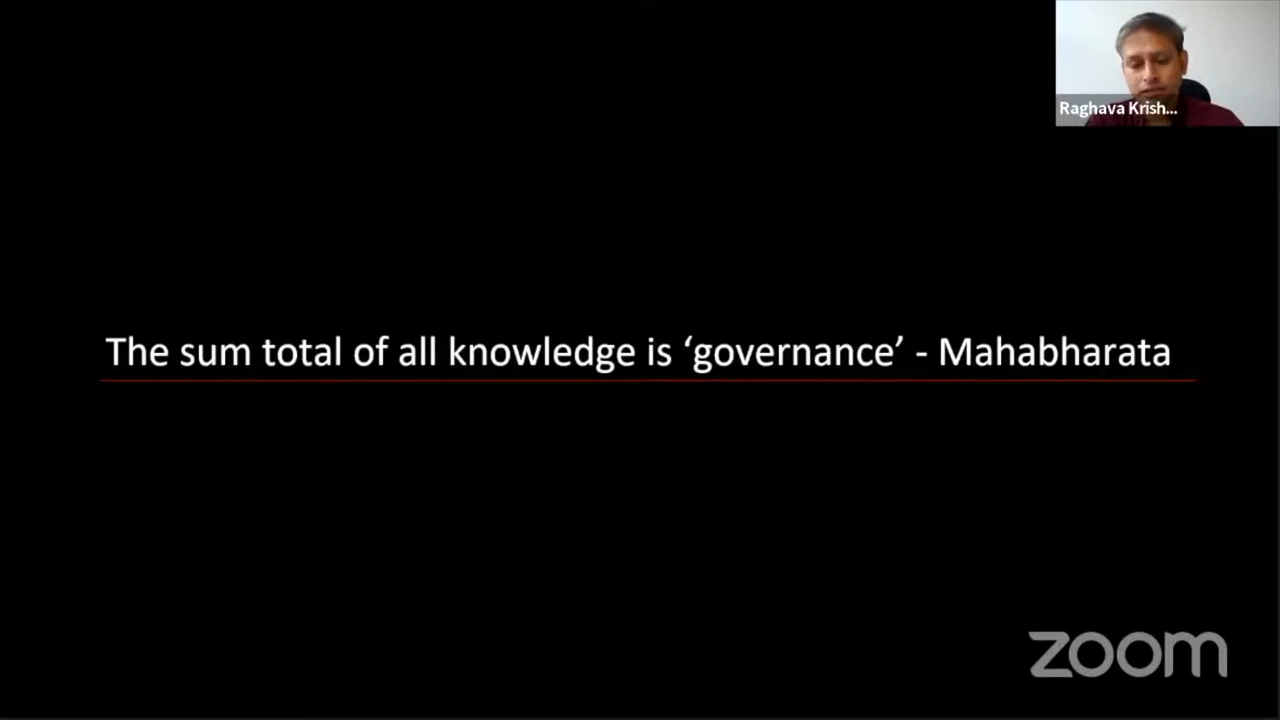 Raghava Krish...
The sum total of all knowledge is ‘governance’ - Mahabharata
zoom